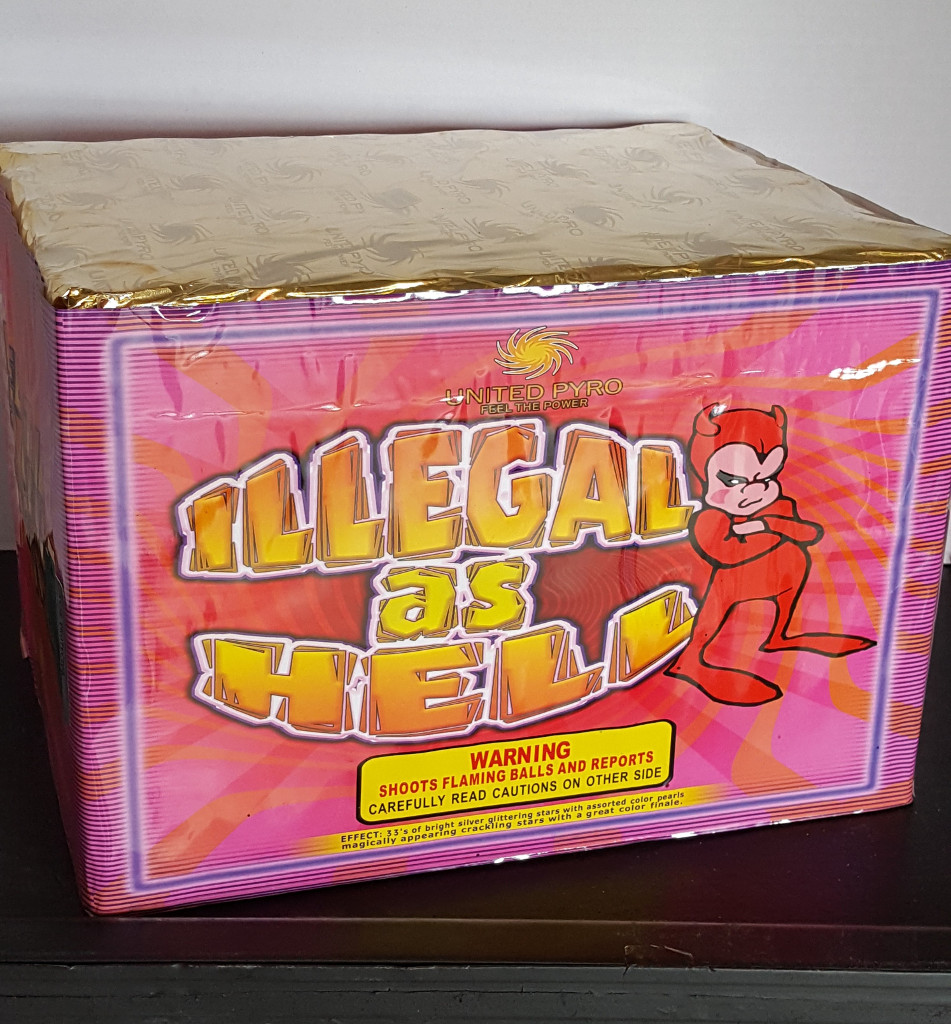 UNITED PYRO
FEEL THE POWER
ILLEGAL
as
HELL
WARNING
SHOOTS FLAMING BALLS AND REPORTS
CAREFULLY READ CAUTIONS ON OTHER SIDE
EFFECT: 33's of bright silver glittering stars with assorted color pearls
magically appearing crackling stars with a great color finale.